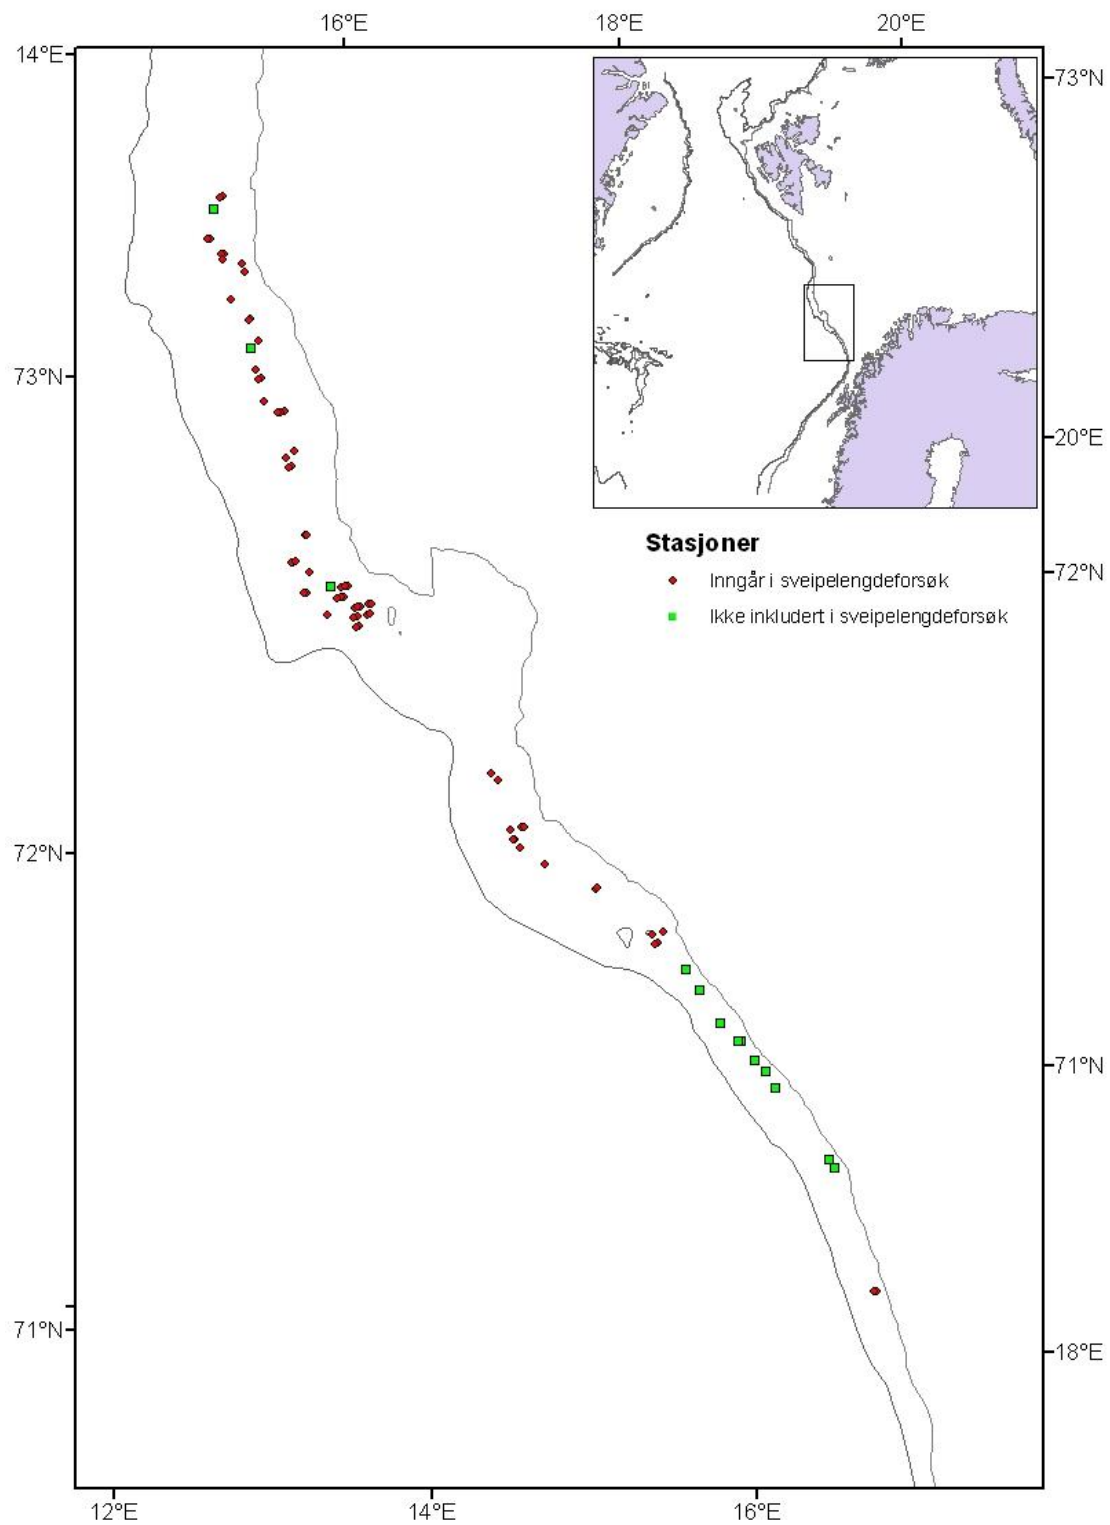 16°E 18°E 20°E
14°E
73°N
73°N
20°E
Stasjoner
72°N
Inngår i sveipelengdeforsøk
Ikke inkludert i sveipelengdeforsøk
72°N
71°N
71°N
18°E
12°E 14°E 16°E